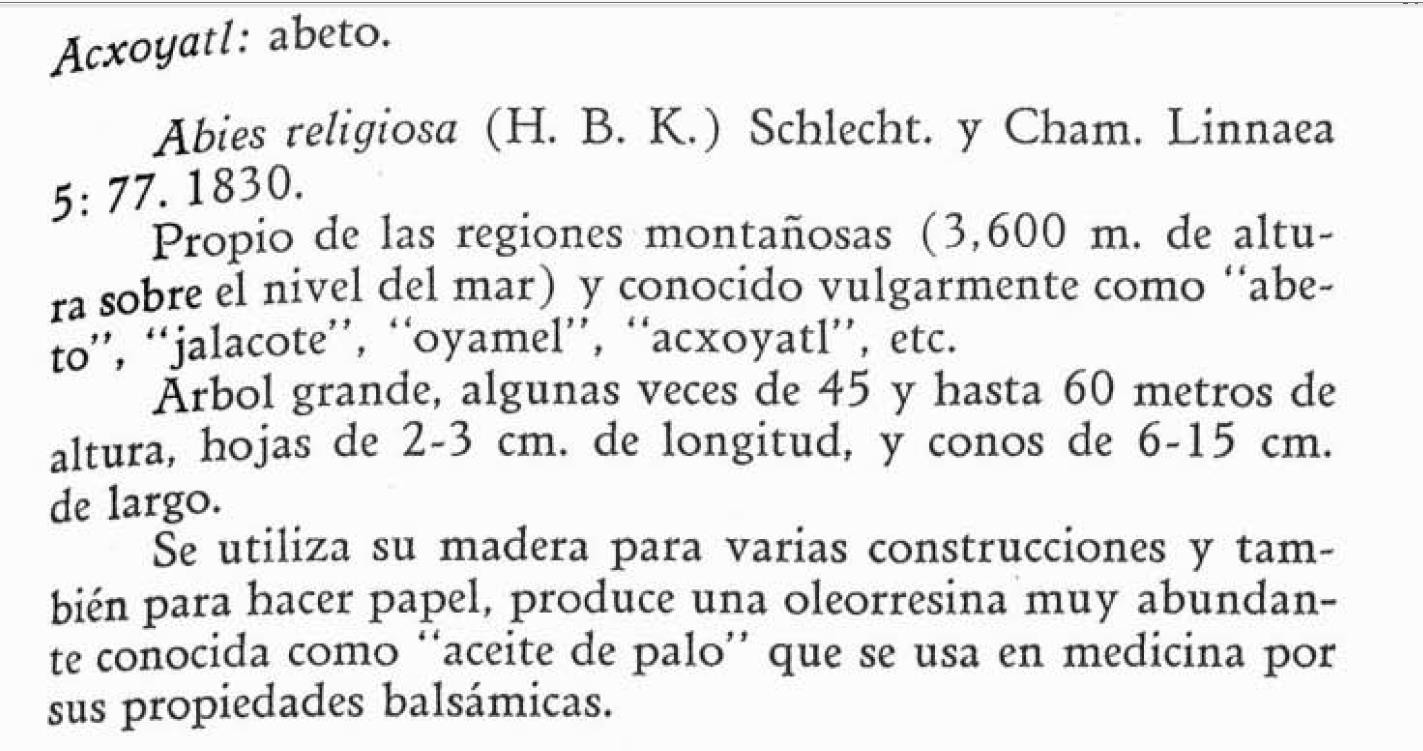 Acxoyatl: abeto.
Abies religiosa (H. B. K.) Schlecht. y Cham. Linnaea
5: 77. 1830.
Propio de las regiones montañosas (3,600 m. de altu-
ra sobre el nivel del mar) y conocido vulgarmente como “abe-
to”, “jalacote”, “oyamel”, “acxoyatl”, etc.
Arbol grande, algunas veces de 45 y hasta 60 metros de
altura, hojas de 2-3 cm. de longitud, y conos de 6-15 cm.
de largo.
Se utiliza su madera para varias construcciones y tam-
bién para hacer papel, produce una oleorresina muy abundan-
te conocida como “aceite de palo” que se usa en medicina por
sus propiedades balsámicas.